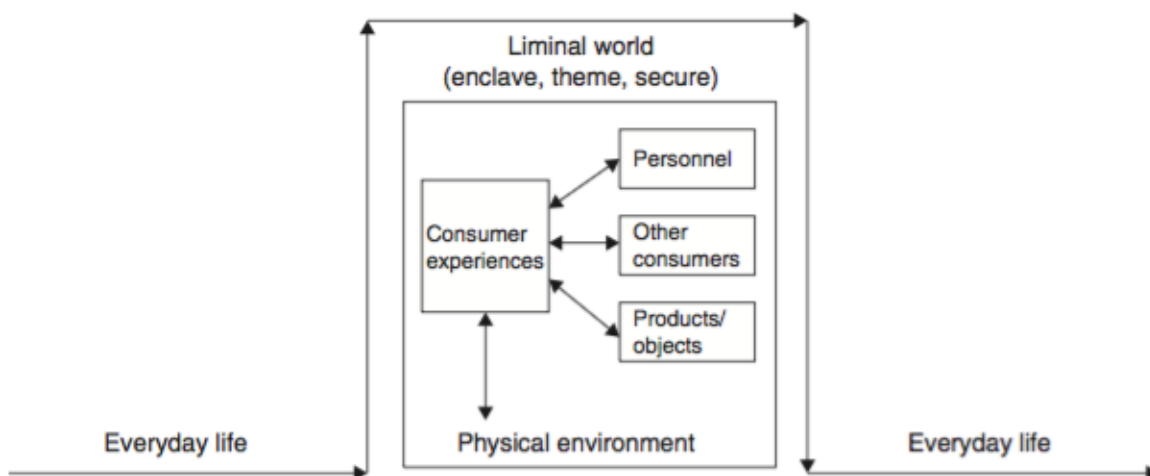 Liminal world
(enclave, theme, secure)
Personnel
Consumer
experiences
Other
consumers
Products/
objects
Everyday life
Physical environment
Everyday life